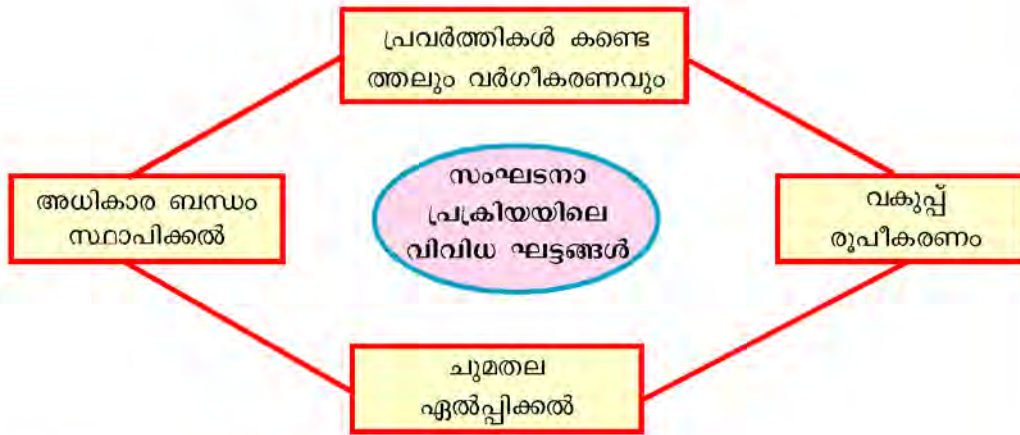 പ്രവർത്തികൾ കണ്ടെ
ത്തലും വർഗീകരണവും
അധികാര ബന്ധം
സ്ഥാപിക്കൽ
സംഘടനാ
പ്രക്രിയയിലെ
വിവിധ ഘട്ടങ്ങൾ
വകുപ്പ്
രൂപീകരണം
ചുമതല
ഏൽപ്പിക്കൽ